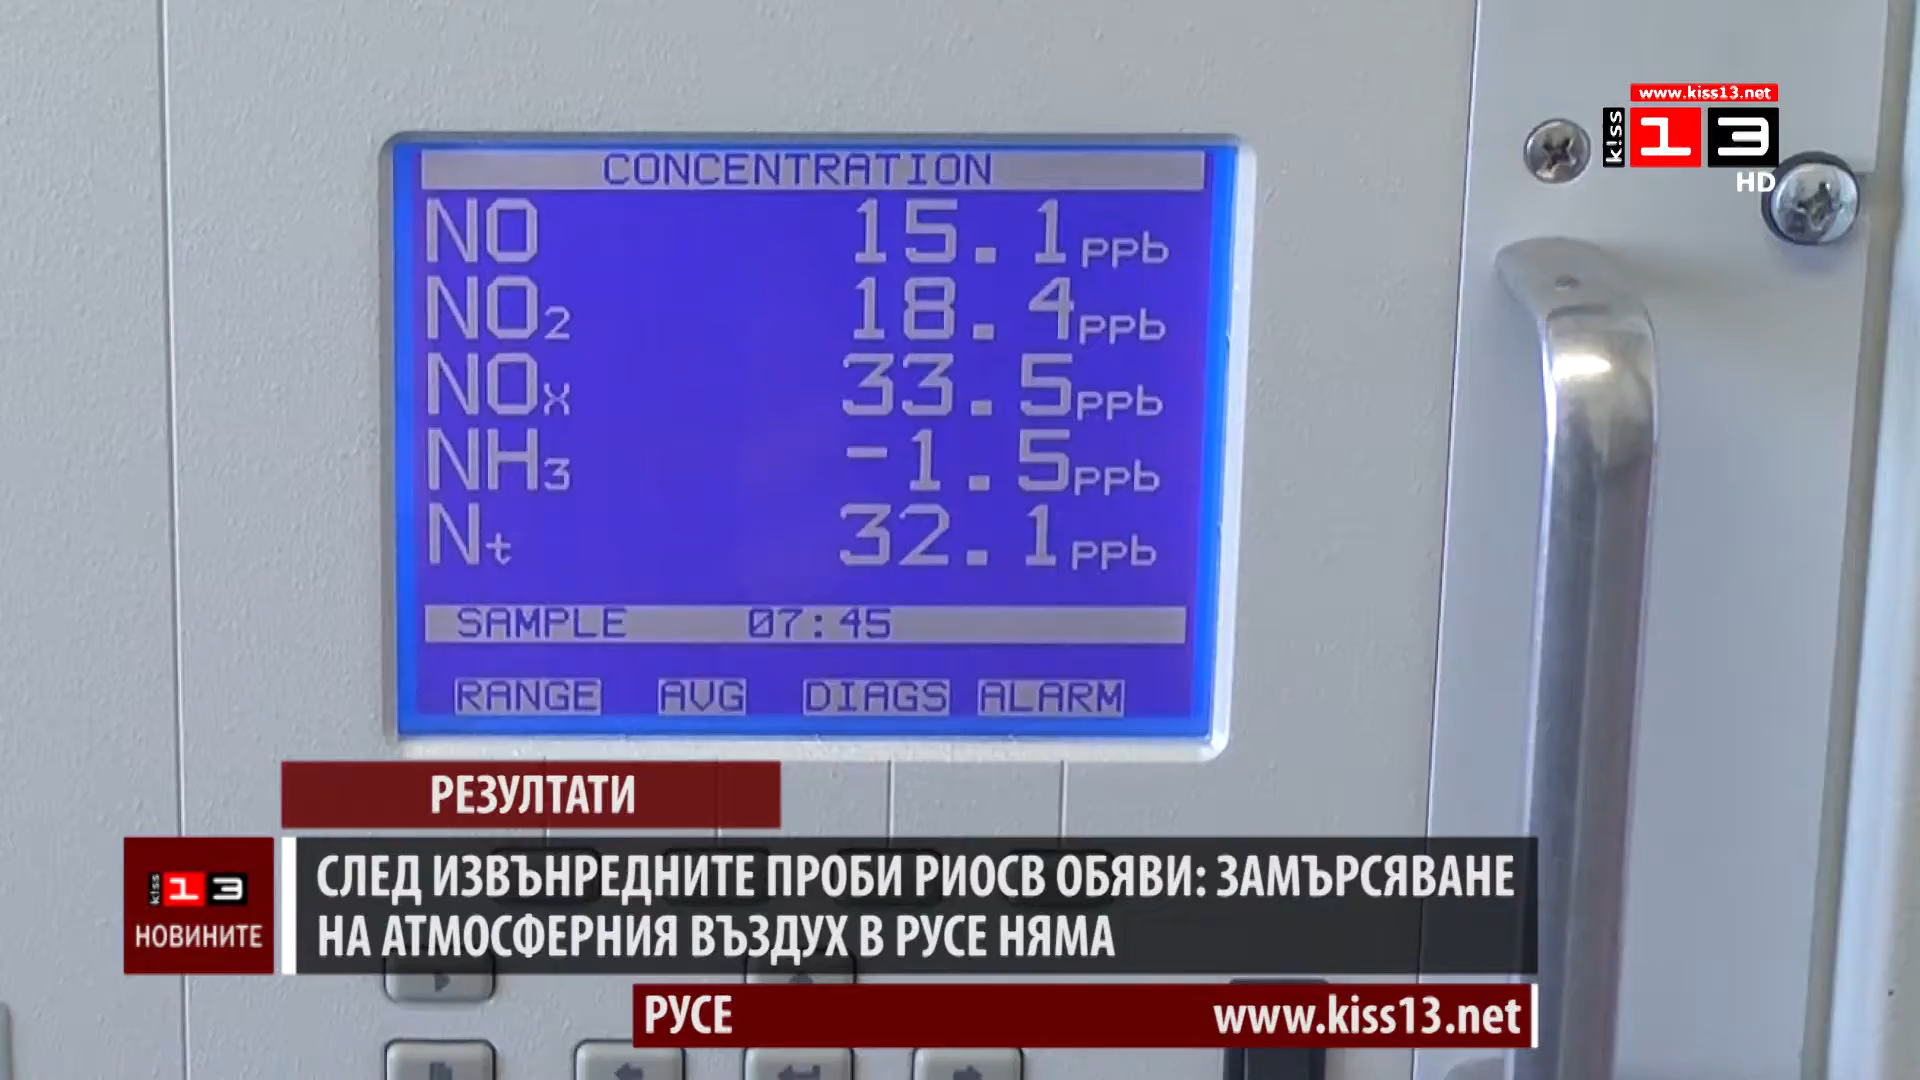 www.kiss13.net
kiss 13
HD
CONCENTRATION
NO 15.1 ppb
NO2 18.4 ppb
NOx 33.5 ppb
NH3 -1.5 ppb
Nt 32.1 ppb
SAMPLE 07:45
RANGE AVG DIAGS ALARM
РЕЗУЛТАТИ
kiss 13
НОВИНИТЕ
СЛЕД ИЗВЪНРЕДНИТЕ ПРОБИ РИОСВ ОБЯВИ: ЗАМЪРСЯВАНЕ
НА АТМОСФЕРНИЯ ВЪЗДУХ В РУСЕ НЯМА
РУСЕ www.kiss13.net